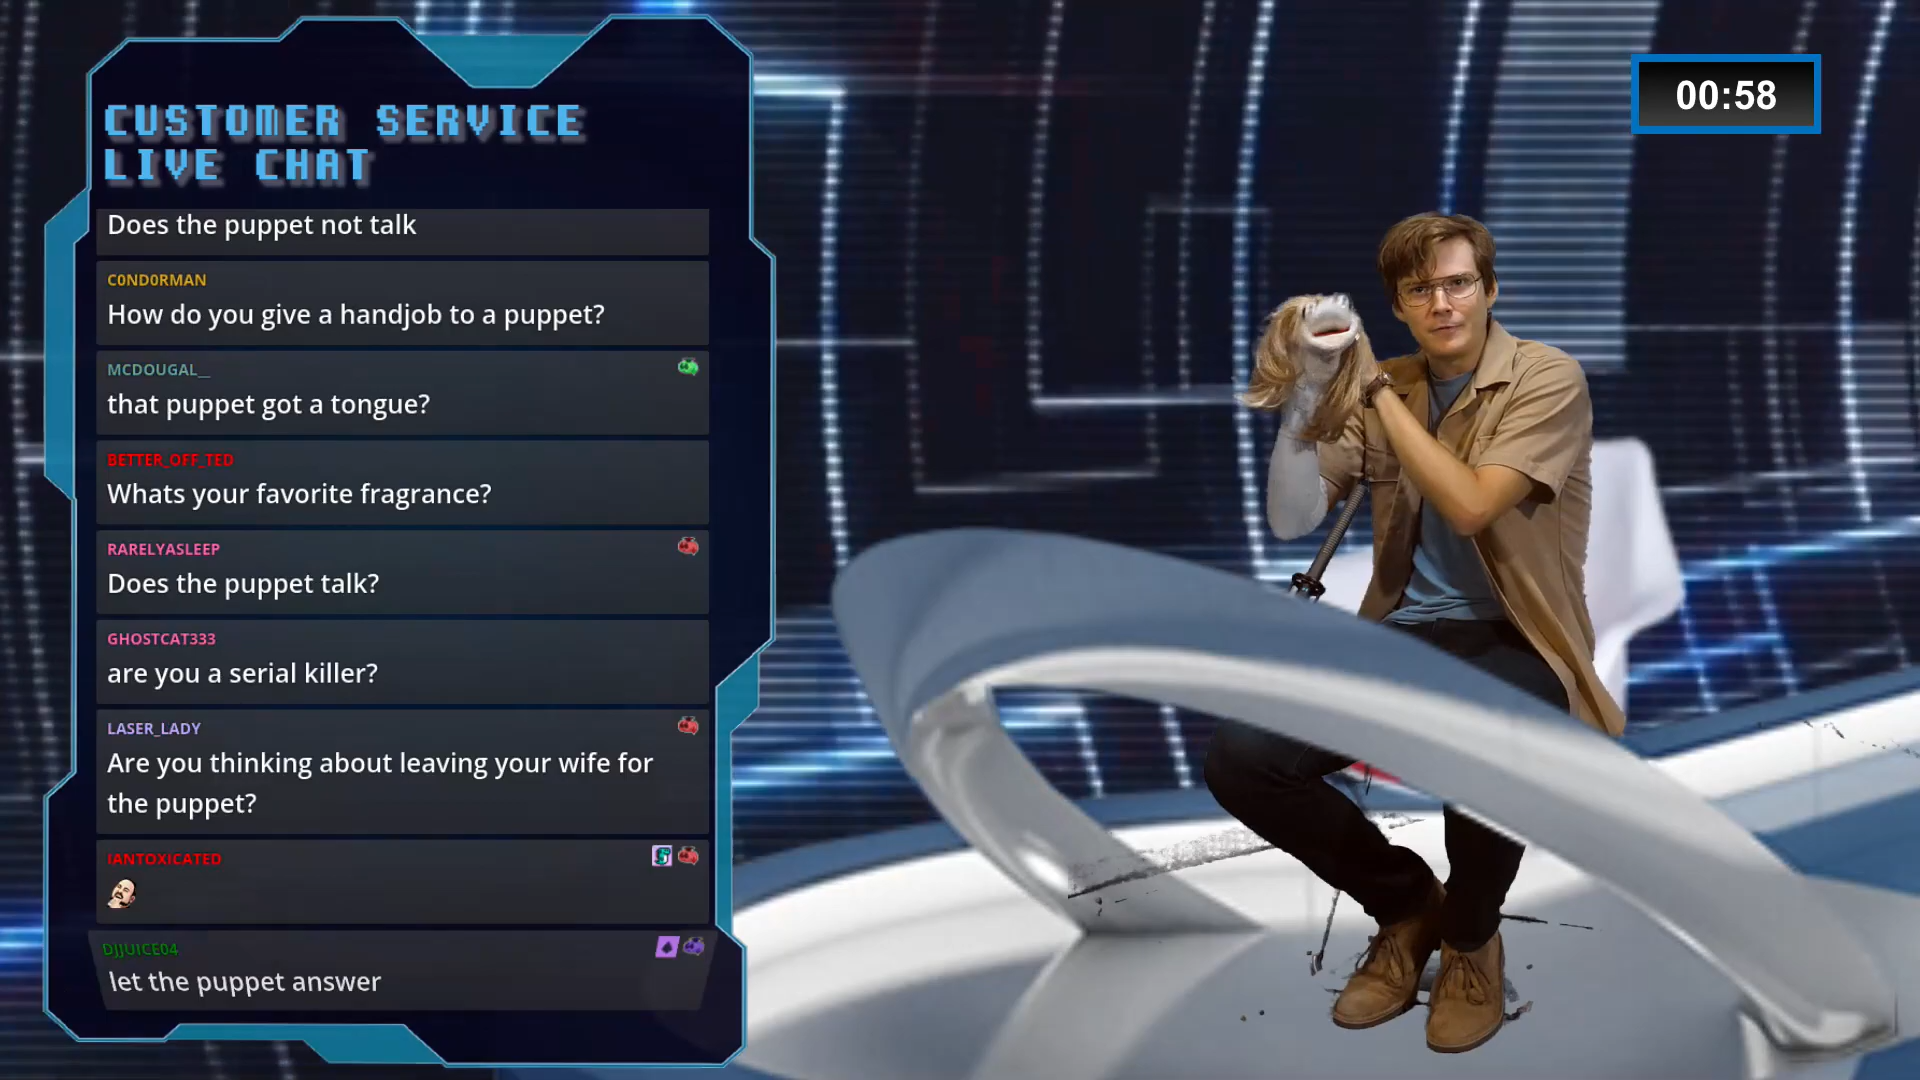 CUSTOMER SERVICE
LIVE CHAT
Does the puppet not talk
C0ND0RMAN
How do you give a handjob to a puppet?
MCDOUGAL__
that puppet got a tongue?
BETTER_OFF_TED
Whats your favorite fragrance?
RARELYASLEEP
Does the puppet talk?
GHOSTCAT333
are you a serial killer?
LASER_LADY
Are you thinking about leaving your wife for
the puppet?
IANTOXICATED
DJJUICE04
let the puppet answer
00:58